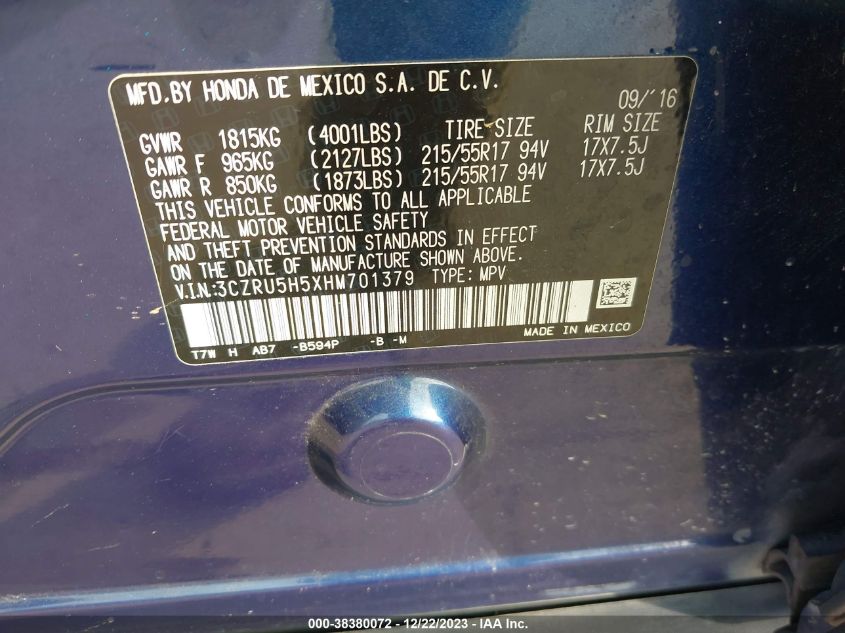 MFD.BY HONDA DE MEXICO S.A. DE C.V.
09/'16
GVWR 1815KG (4001LBS) TIRE SIZE RIM SIZE
GAWR F 965KG (2127LBS) 215/55R17 94V 17X7.5J
GAWR R 850KG (1873LBS) 215/55R17 94V 17X7.5J
THIS VEHICLE CONFORMS TO ALL APPLICABLE
FEDERAL MOTOR VEHICLE SAFETY
AND THEFT PREVENTION STANDARDS IN EFFECT
ON THE DATE OF MANUFACTURE SHOWN ABOVE.
V.I.N.:3CZRU5H5XHM701379 TYPE: MPV
T7W H AB7 -B594P -B -M MADE IN MEXICO
000-38380072 • 12/22/2023 - IAA Inc.